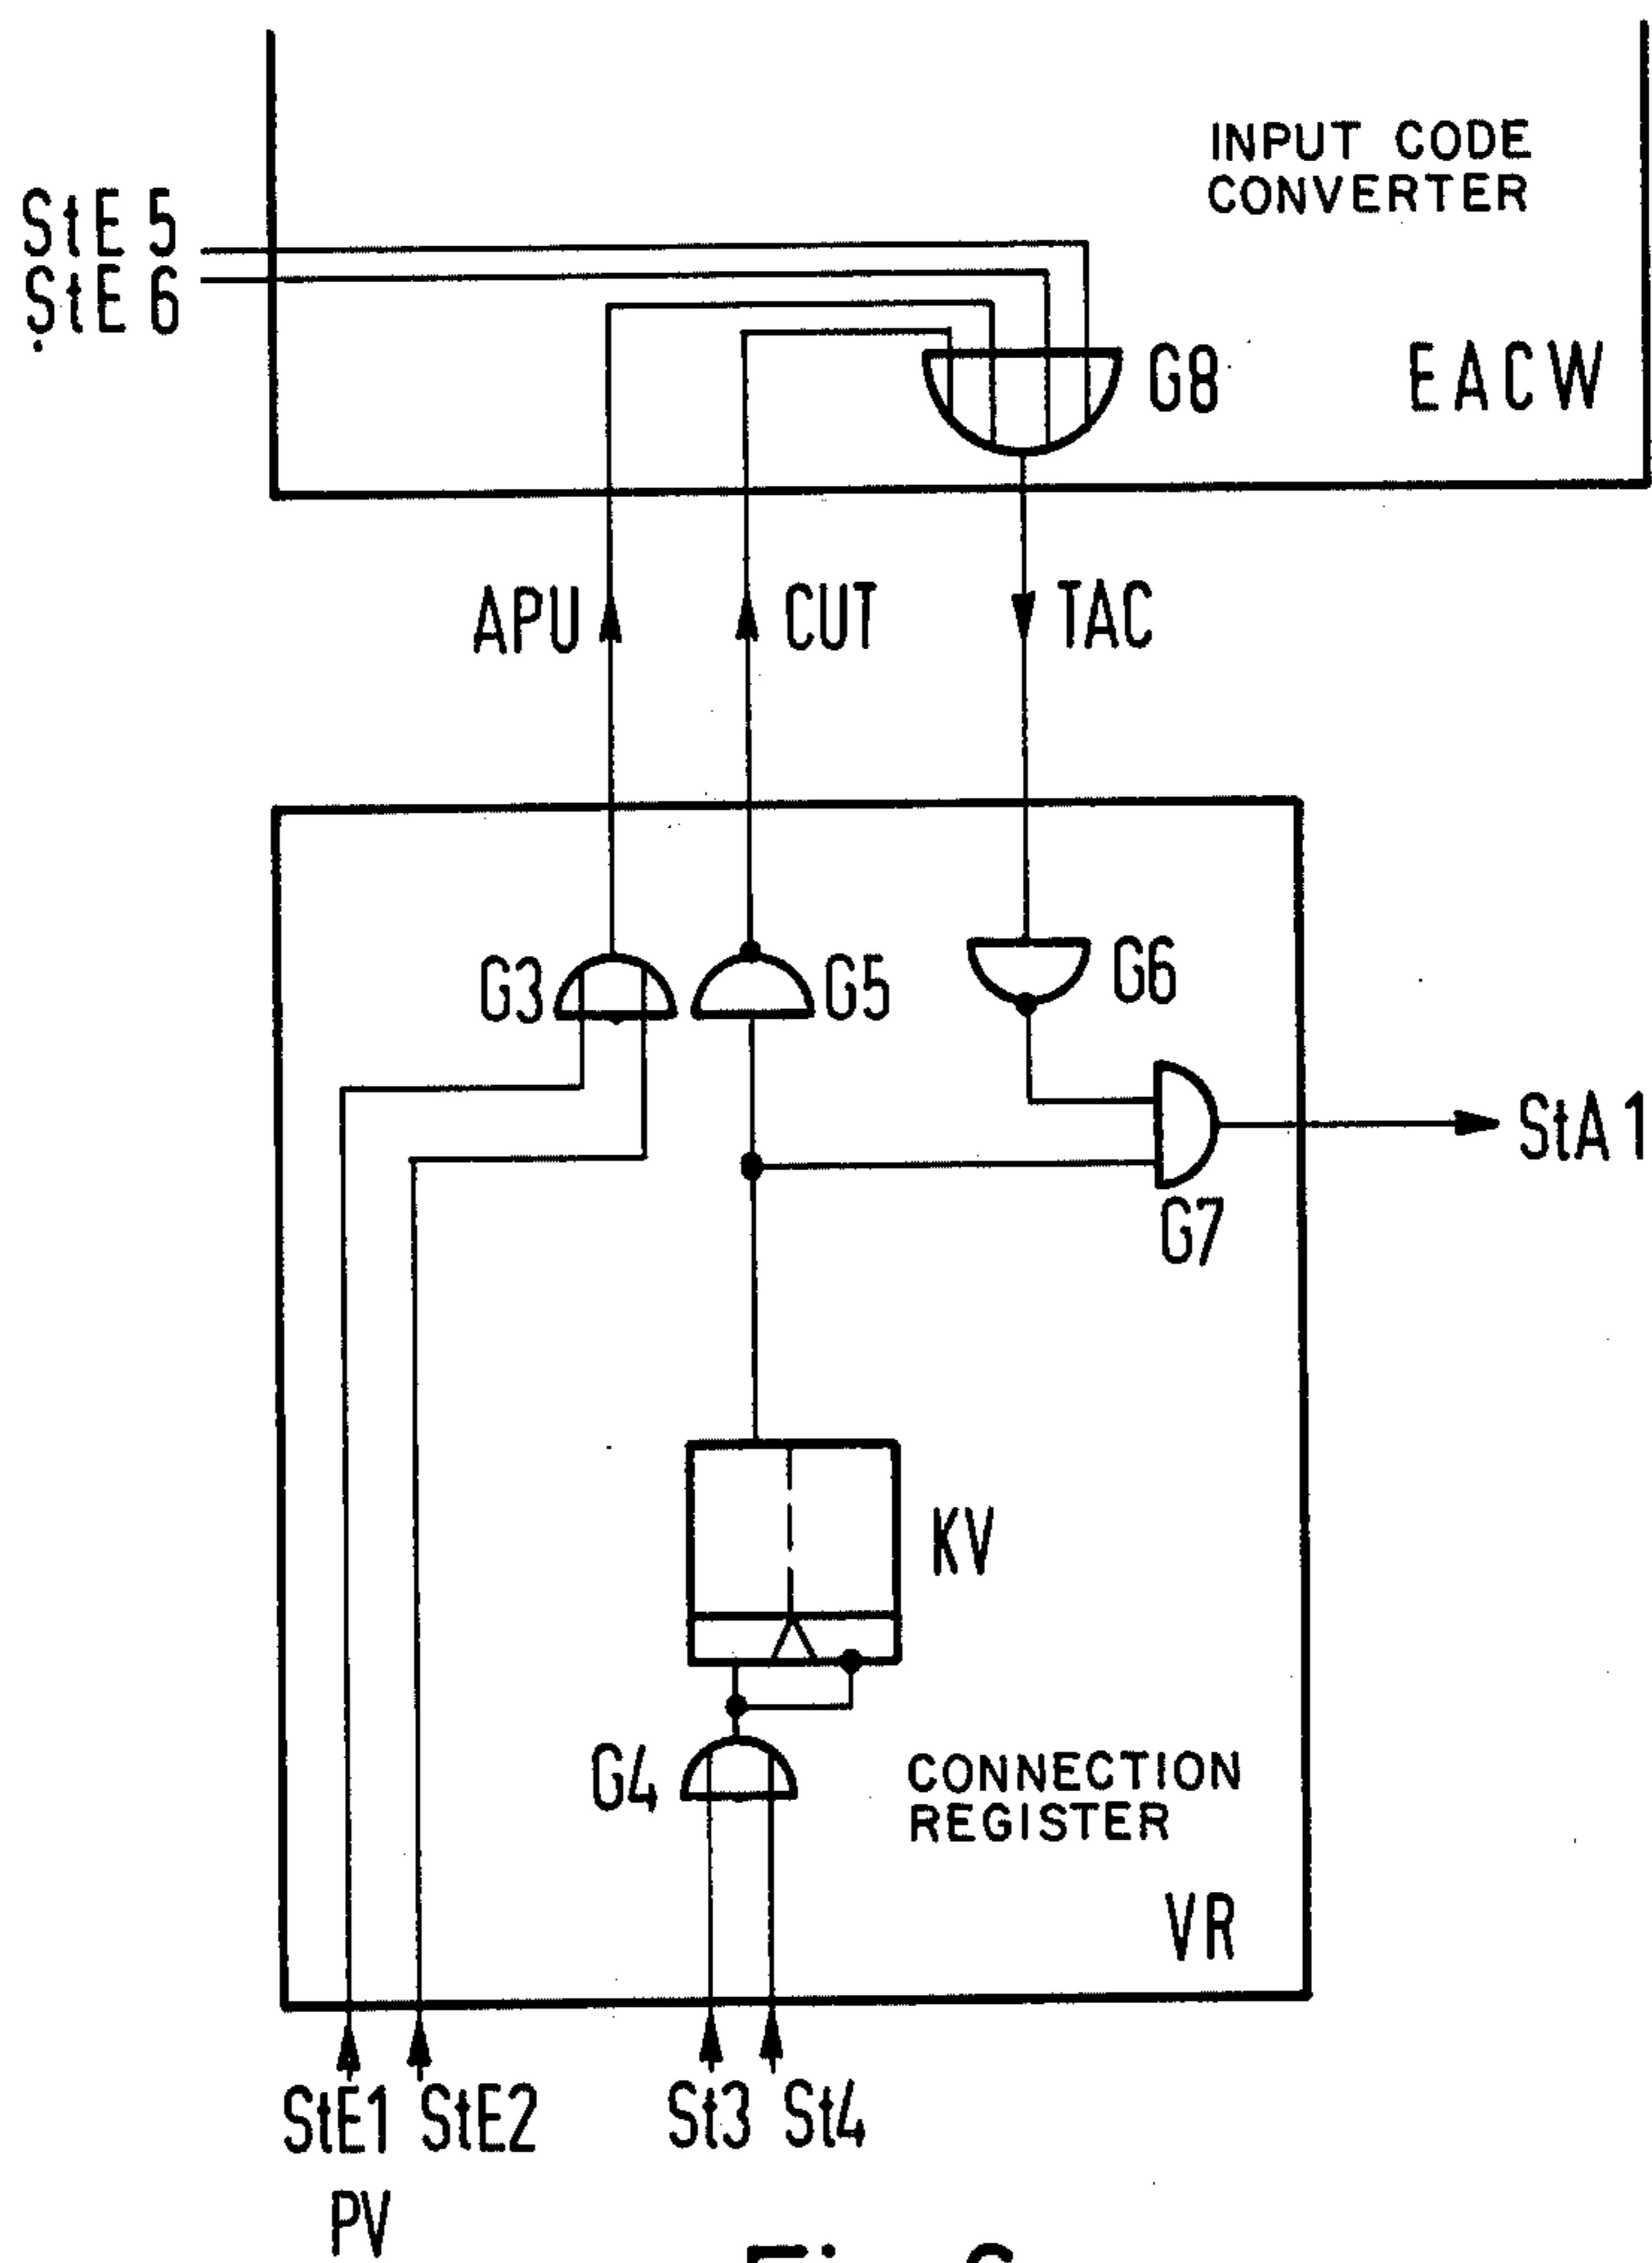 INPUT CODE
CONVERTER
StE 5
StE 6
G8
EACW
APU
CUT
TAC
G3
G5
G6
StA 1
G7
KV
G4
CONNECTION
REGISTER
VR
StE1
StE2
St3
St4
PV